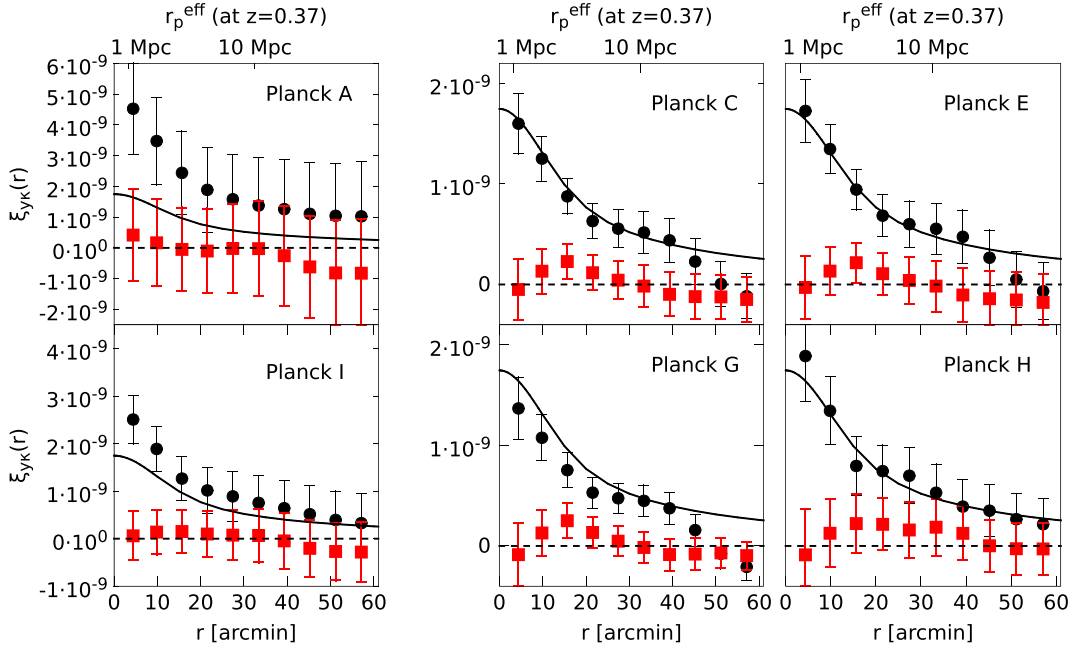 r_p^eff (at z=0.37)
r_p^eff (at z=0.37)
r_p^eff (at z=0.37)
1 Mpc 10 Mpc
1 Mpc 10 Mpc
1 Mpc 10 Mpc
ξ_yκ(r)
6·10^-9
5·10^-9
4·10^-9
3·10^-9
2·10^-9
1·10^-9
0·10^0
-1·10^-9
-2·10^-9
Planck A
2·10^-9
1·10^-9
0
Planck C
Planck E
ξ_yκ(r)
4·10^-9
3·10^-9
2·10^-9
1·10^-9
0·10^0
-1·10^-9
Planck I
2·10^-9
1·10^-9
0
Planck G
Planck H
0 10 20 30 40 50 60
0 10 20 30 40 50 60
0 10 20 30 40 50 60
r [arcmin]
r [arcmin]
r [arcmin]